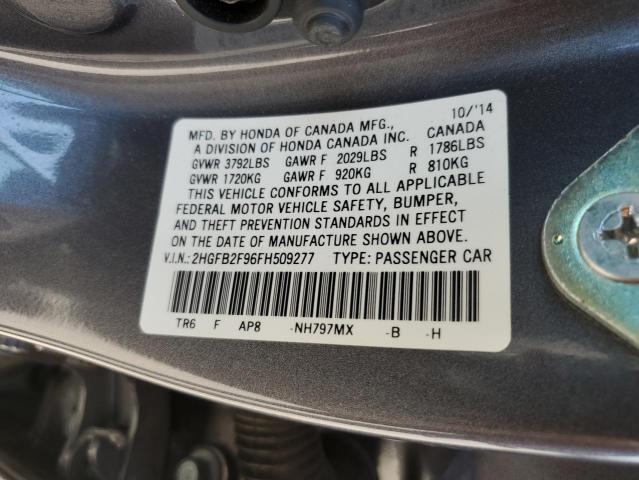 MFD. BY HONDA OF CANADA MFG., 10/'14
A DIVISION OF HONDA CANADA INC. CANADA
GVWR 3792LBS GAWR F 2029LBS R 1786LBS
GVWR 1720KG GAWR F 920KG R 810KG
THIS VEHICLE CONFORMS TO ALL APPLICABLE
FEDERAL MOTOR VEHICLE SAFETY, BUMPER,
AND THEFT PREVENTION STANDARDS IN EFFECT
ON THE DATE OF MANUFACTURE SHOWN ABOVE.
V.I.N.: 2HGFB2F96FH509277 TYPE: PASSENGER CAR
TR6 F AP8 -NH797MX -B -H